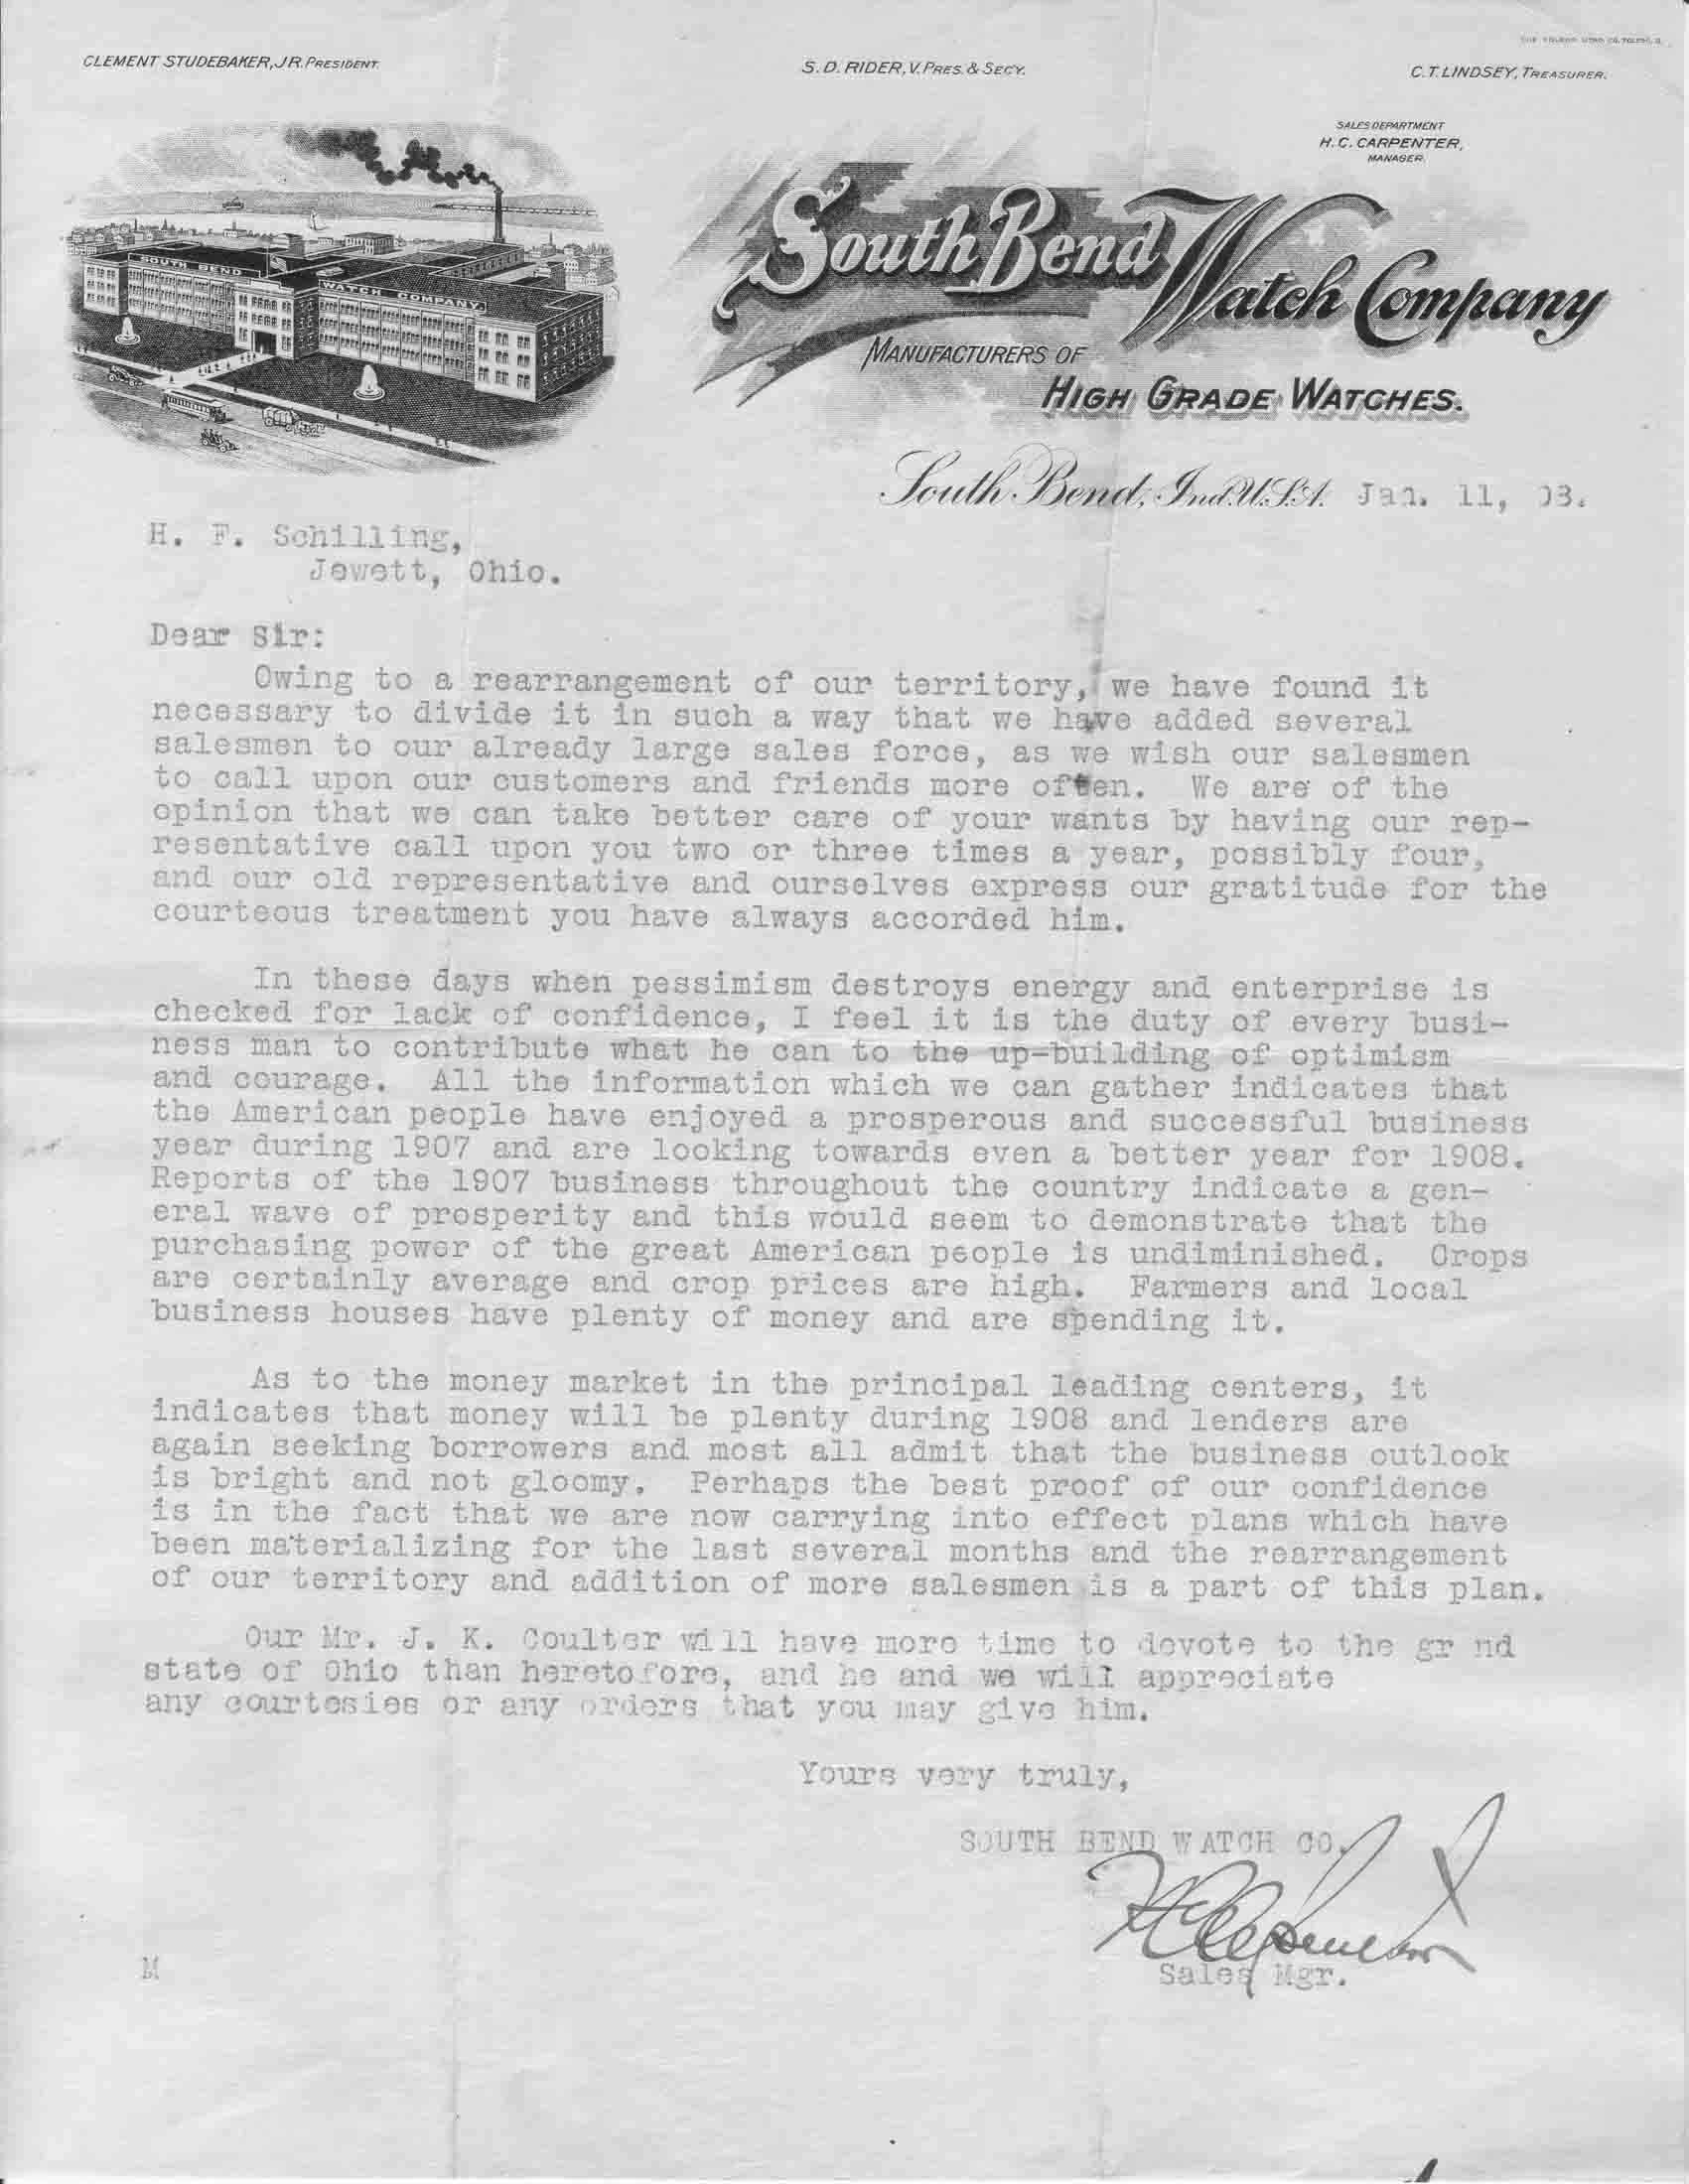 CLEMENT STUDEBAKER, JR. PRESIDENT.
S. D. RIDER, V. PRES. & SECY.
C. T. LINDSEY, TREASURER.
SALES DEPARTMENT
H. C. CARPENTER,
MANAGER.
SOUTH BEND WATCH COMPANY
South Bend Watch Company
MANUFACTURERS OF
HIGH GRADE WATCHES.
South Bend, Ind. U.S.A. Jan. 11, 08.
H. F. Schilling,
Jewett, Ohio.
Dear Sir:
Owing to a rearrangement of our territory, we have found it
necessary to divide it in such a way that we have added several
salesmen to our already large sales force, as we wish our salesmen
to call upon our customers and friends more often. We are of the
opinion that we can take better care of your wants by having our rep-
resentative call upon you two or three times a year, possibly four,
and our old representative and ourselves express our gratitude for the
courteous treatment you have always accorded him.
In these days when pessimism destroys energy and enterprise is
checked for lack of confidence, I feel it is the duty of every busi-
ness man to contribute what he can to the up-building of optimism
and courage. All the information which we can gather indicates that
the American people have enjoyed a prosperous and successful business
year during 1907 and are looking towards even a better year for 1908.
Reports of the 1907 business throughout the country indicate a gen-
eral wave of prosperity and this would seem to demonstrate that the
purchasing power of the great American people is undiminished. Crops
are certainly average and crop prices are high. Farmers and local
business houses have plenty of money and are spending it.
As to the money market in the principal leading centers, it
indicates that money will be plenty during 1908 and lenders are
again seeking borrowers and most all admit that the business outlook
is bright and not gloomy. Perhaps the best proof of our confidence
is in the fact that we are now carrying into effect plans which have
been materializing for the last several months and the rearrangement
of our territory and addition of more salesmen is a part of this plan.
Our Mr. J. K. Coulter will have more time to devote to the gr nd
state of Ohio than heretofore, and he and we will appreciate
any courtesies or any orders that you may give him.
Yours very truly,
SOUTH BEND WATCH CO.
H C Carpenter
Sales Mgr.
M